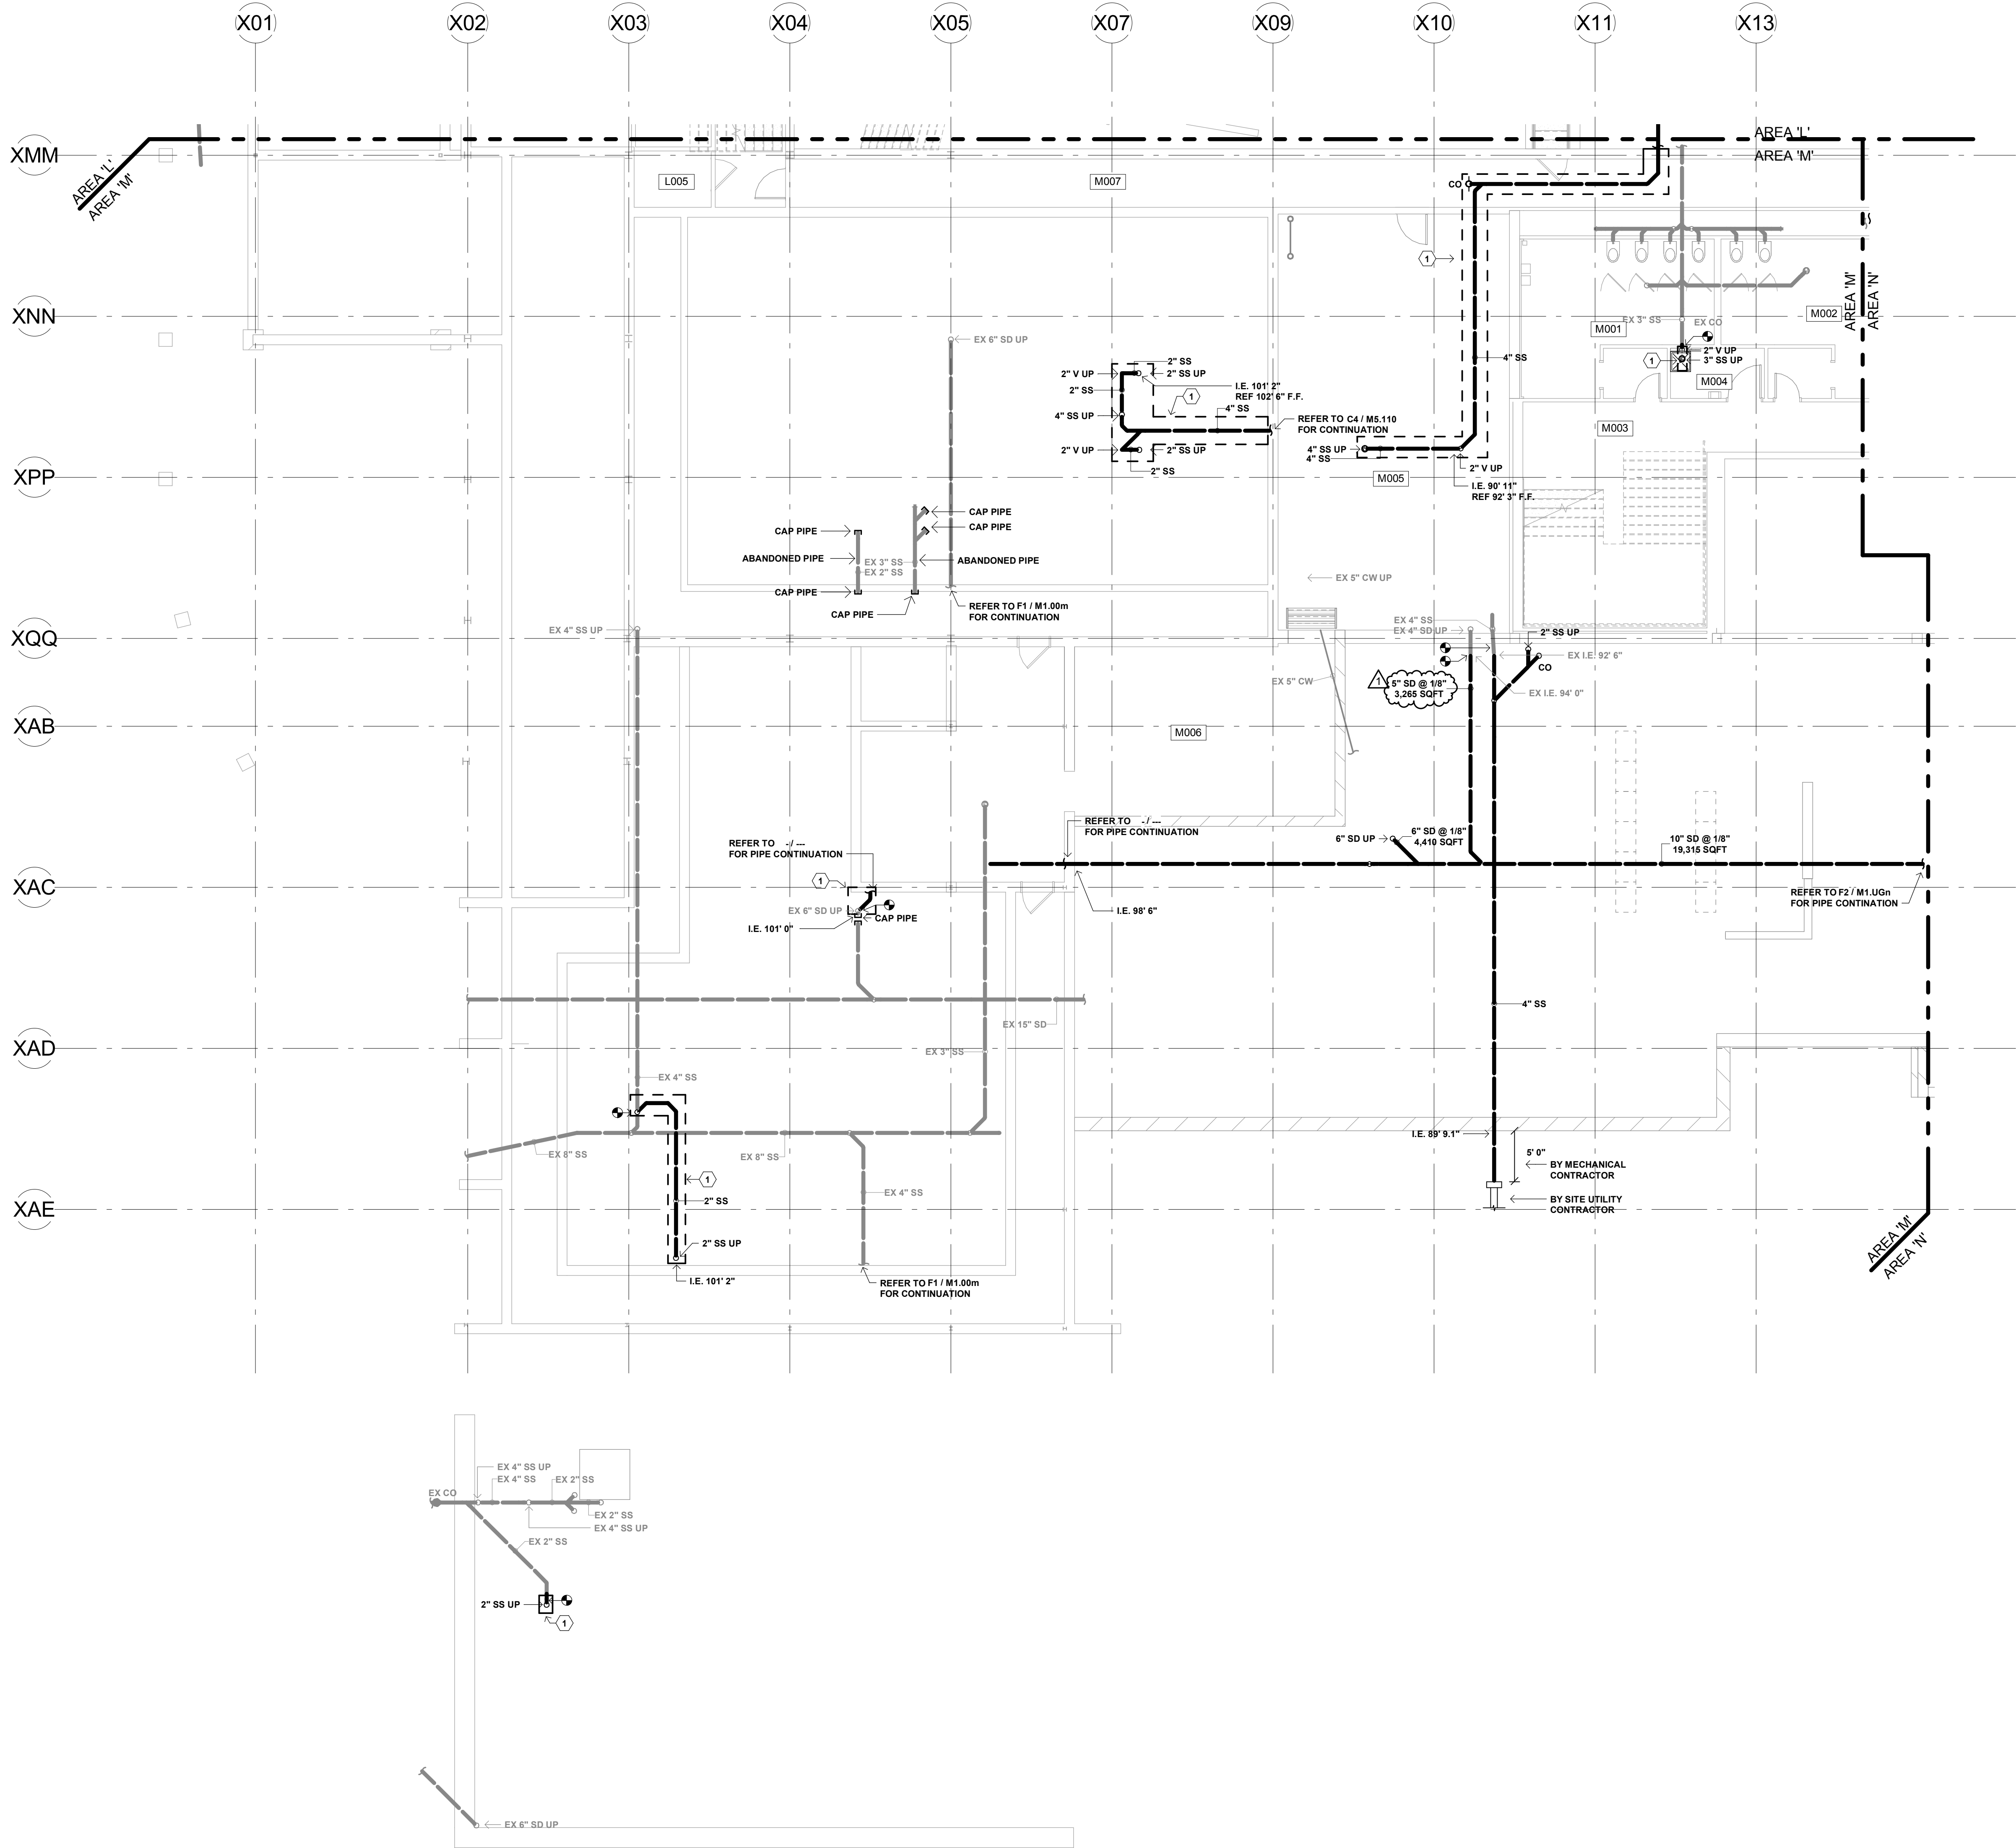 X01
X02
X03
X04
X05
X07
X09
X10
X11
X13
AREA 'L'
AREA 'M'
XMM
AREA 'L'
AREA 'M'
L005
M007
CO
1
XNN
AREA 'M'
AREA 'N'
M002
M001
EX 3" SS
EX CO
2" V UP
3" SS UP
1
M004
EX 6" SD UP
4" SS
2" SS
2" V UP
2" SS UP
2" SS
I.E. 101' 2"
REF 102' 6" F.F.
1
4" SS
4" SS UP
REFER TO C4 / M5.110
FOR CONTINUATION
M003
2" V UP
2" SS UP
2" SS
4" SS UP
4" SS
2" V UP
M005
XPP
I.E. 90' 11"
REF 92' 3" F.F.
CAP PIPE
CAP PIPE
CAP PIPE
ABANDONED PIPE
EX 3" SS
ABANDONED PIPE
EX 2" SS
EX 5" CW UP
CAP PIPE
REFER TO F1 / M1.00m
FOR CONTINUATION
CAP PIPE
EX 4" SS UP
EX 4" SS
EX 4" SD UP
2" SS UP
XQQ
EX I.E. 92' 6"
CO
EX 5" CW
1
5" SD @ 1/8"
3,265 SQFT
EX I.E. 94' 0"
XAB
M006
REFER TO - / ---
FOR PIPE CONTINUATION
REFER TO - / ---
FOR PIPE CONTINUATION
6" SD UP
6" SD @ 1/8"
4,410 SQFT
10" SD @ 1/8"
19,315 SQFT
1
XAC
REFER TO F2 / M1.UGn
FOR PIPE CONTINATION
EX 6" SD UP
I.E. 98' 6"
CAP PIPE
I.E. 101' 0"
4" SS
EX 15" SD
XAD
EX 3" SS
EX 4" SS
I.E. 89' 9.1"
EX 8" SS
EX 8" SS
5' 0"
BY MECHANICAL
CONTRACTOR
1
EX 4" SS
2" SS
BY SITE UTILITY
CONTRACTOR
XAE
AREA 'M'
AREA 'N'
2" SS UP
I.E. 101' 2"
REFER TO F1 / M1.00m
FOR CONTINUATION
EX 4" SS UP
EX 4" SS
EX 2" SS
EX CO
EX 2" SS
EX 4" SS UP
EX 2" SS
2" SS UP
1
EX 6" SD UP